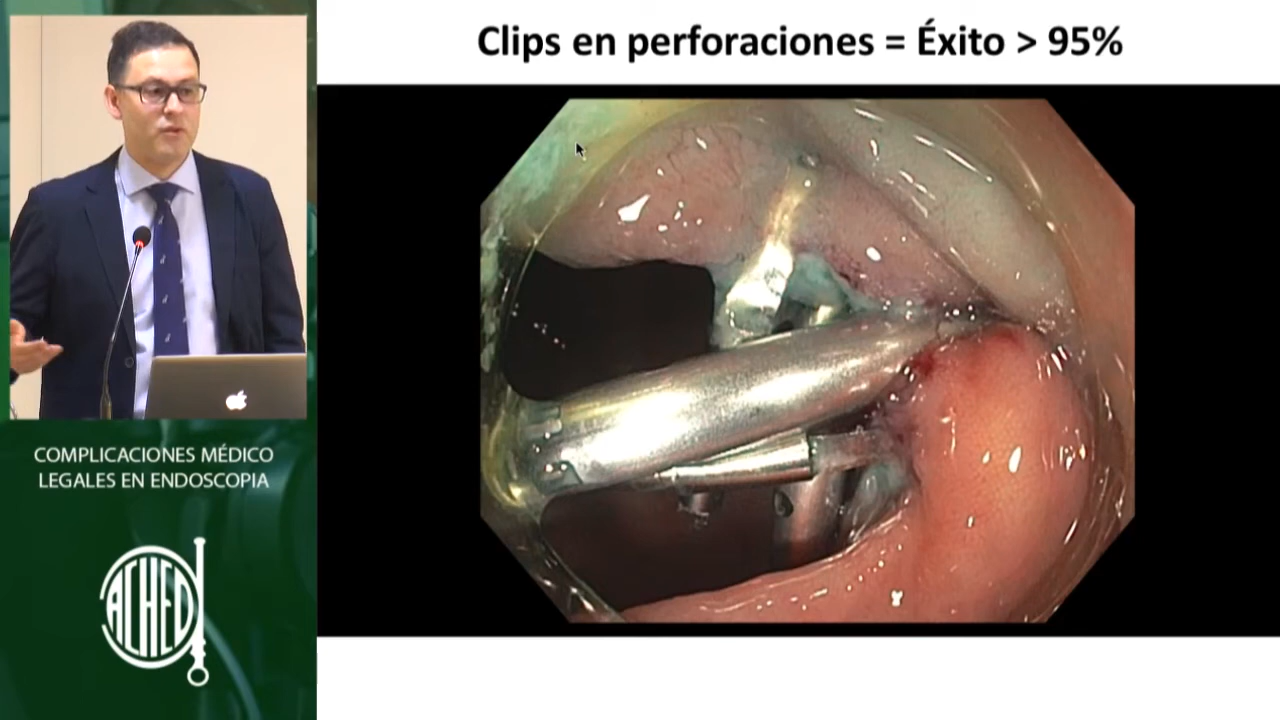 Clips en perforaciones = Éxito > 95%
COMPLICACIONES MÉDICO
LEGALES EN ENDOSCOPIA
ACHED